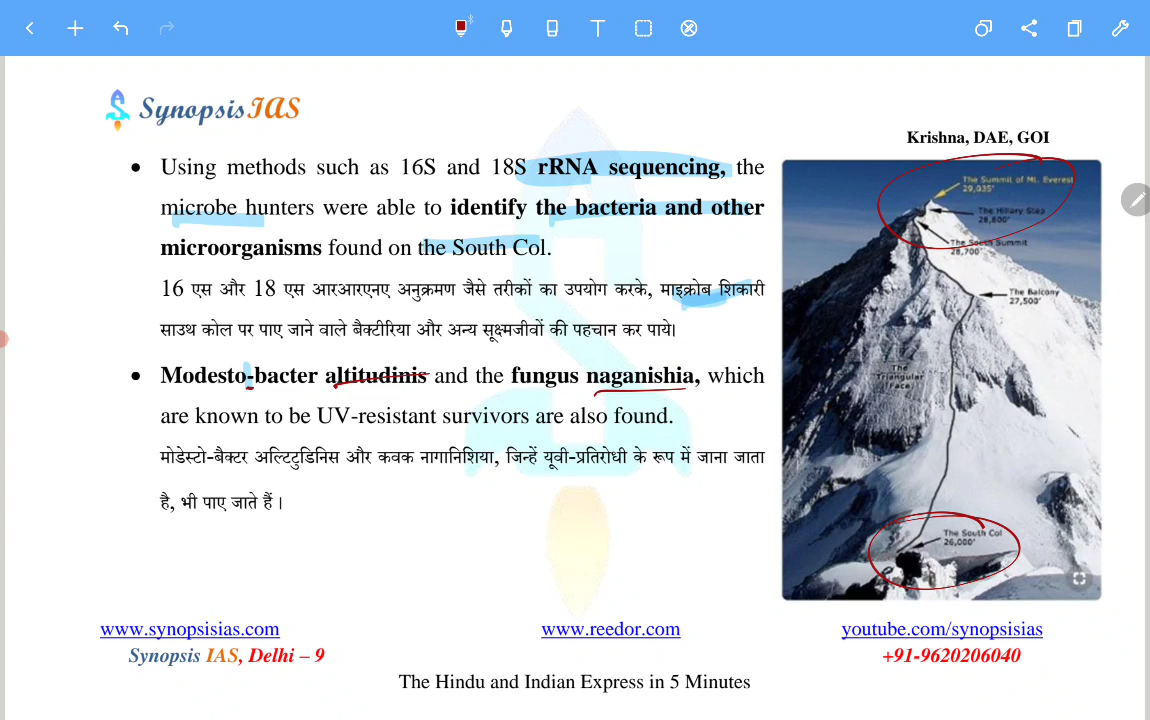 Synopsis IAS
Krishna, DAE, GOI
• Using methods such as 16S and 18S rRNA sequencing, the
microbe hunters were able to identify the bacteria and other
microorganisms found on the South Col.
16 एस और 18 एस आरआरएनए अनुक्रमण जैसे तरीकों का उपयोग करके, माइक्रोब शिकारी
साउथ कोल पर पाए जाने वाले बैक्टीरिया और अन्य सूक्ष्मजीवों की पहचान कर पाये।
• Modesto-bacter altitudinis and the fungus naganishia, which
are known to be UV-resistant survivors are also found.
मोडेस्टो-बैक्टर अल्टिटुडिनिस और कवक नागानिशिया, जिन्हें यूवी-प्रतिरोधी के रूप में जाना जाता
है, भी पाए जाते हैं।
The Summit of Mt. Everest
29,035'
The Hillary Step
28,800'
The South Summit
28,700'
The Balcony
27,500'
The
Triangular
Face
The South Col
26,000'
www.synopsisias.com www.reedor.com youtube.com/synopsisias
Synopsis IAS, Delhi – 9 +91-9620206040
The Hindu and Indian Express in 5 Minutes